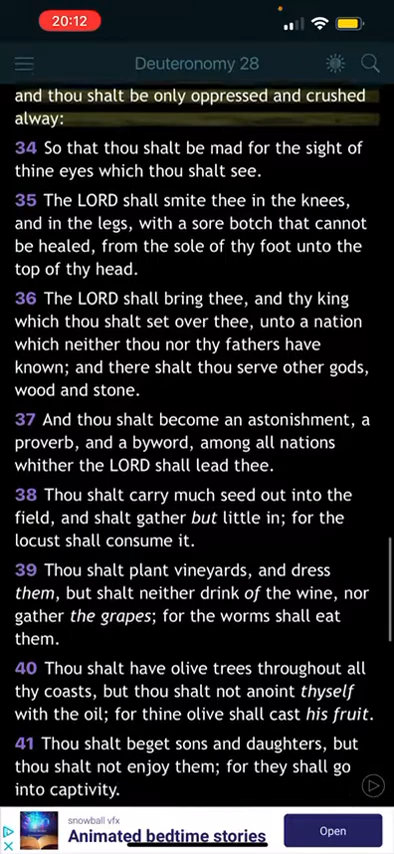 20:12
Deuteronomy 28
and thou shalt be only oppressed and crushed
alway:
34 So that thou shalt be mad for the sight of
thine eyes which thou shalt see.
35 The LORD shall smite thee in the knees,
and in the legs, with a sore botch that cannot
be healed, from the sole of thy foot unto the
top of thy head.
36 The LORD shall bring thee, and thy king
which thou shalt set over thee, unto a nation
which neither thou nor thy fathers have
known; and there shalt thou serve other gods,
wood and stone.
37 And thou shalt become an astonishment, a
proverb, and a byword, among all nations
whither the LORD shall lead thee.
38 Thou shalt carry much seed out into the
field, and shalt gather but little in; for the
locust shall consume it.
39 Thou shalt plant vineyards, and dress
them, but shalt neither drink of the wine, nor
gather the grapes; for the worms shall eat
them.
40 Thou shalt have olive trees throughout all
thy coasts, but thou shalt not anoint thyself
with the oil; for thine olive shall cast his fruit.
41 Thou shalt beget sons and daughters, but
thou shalt not enjoy them; for they shall go
into captivity.
snowball vfx
Animated bedtime stories
Open